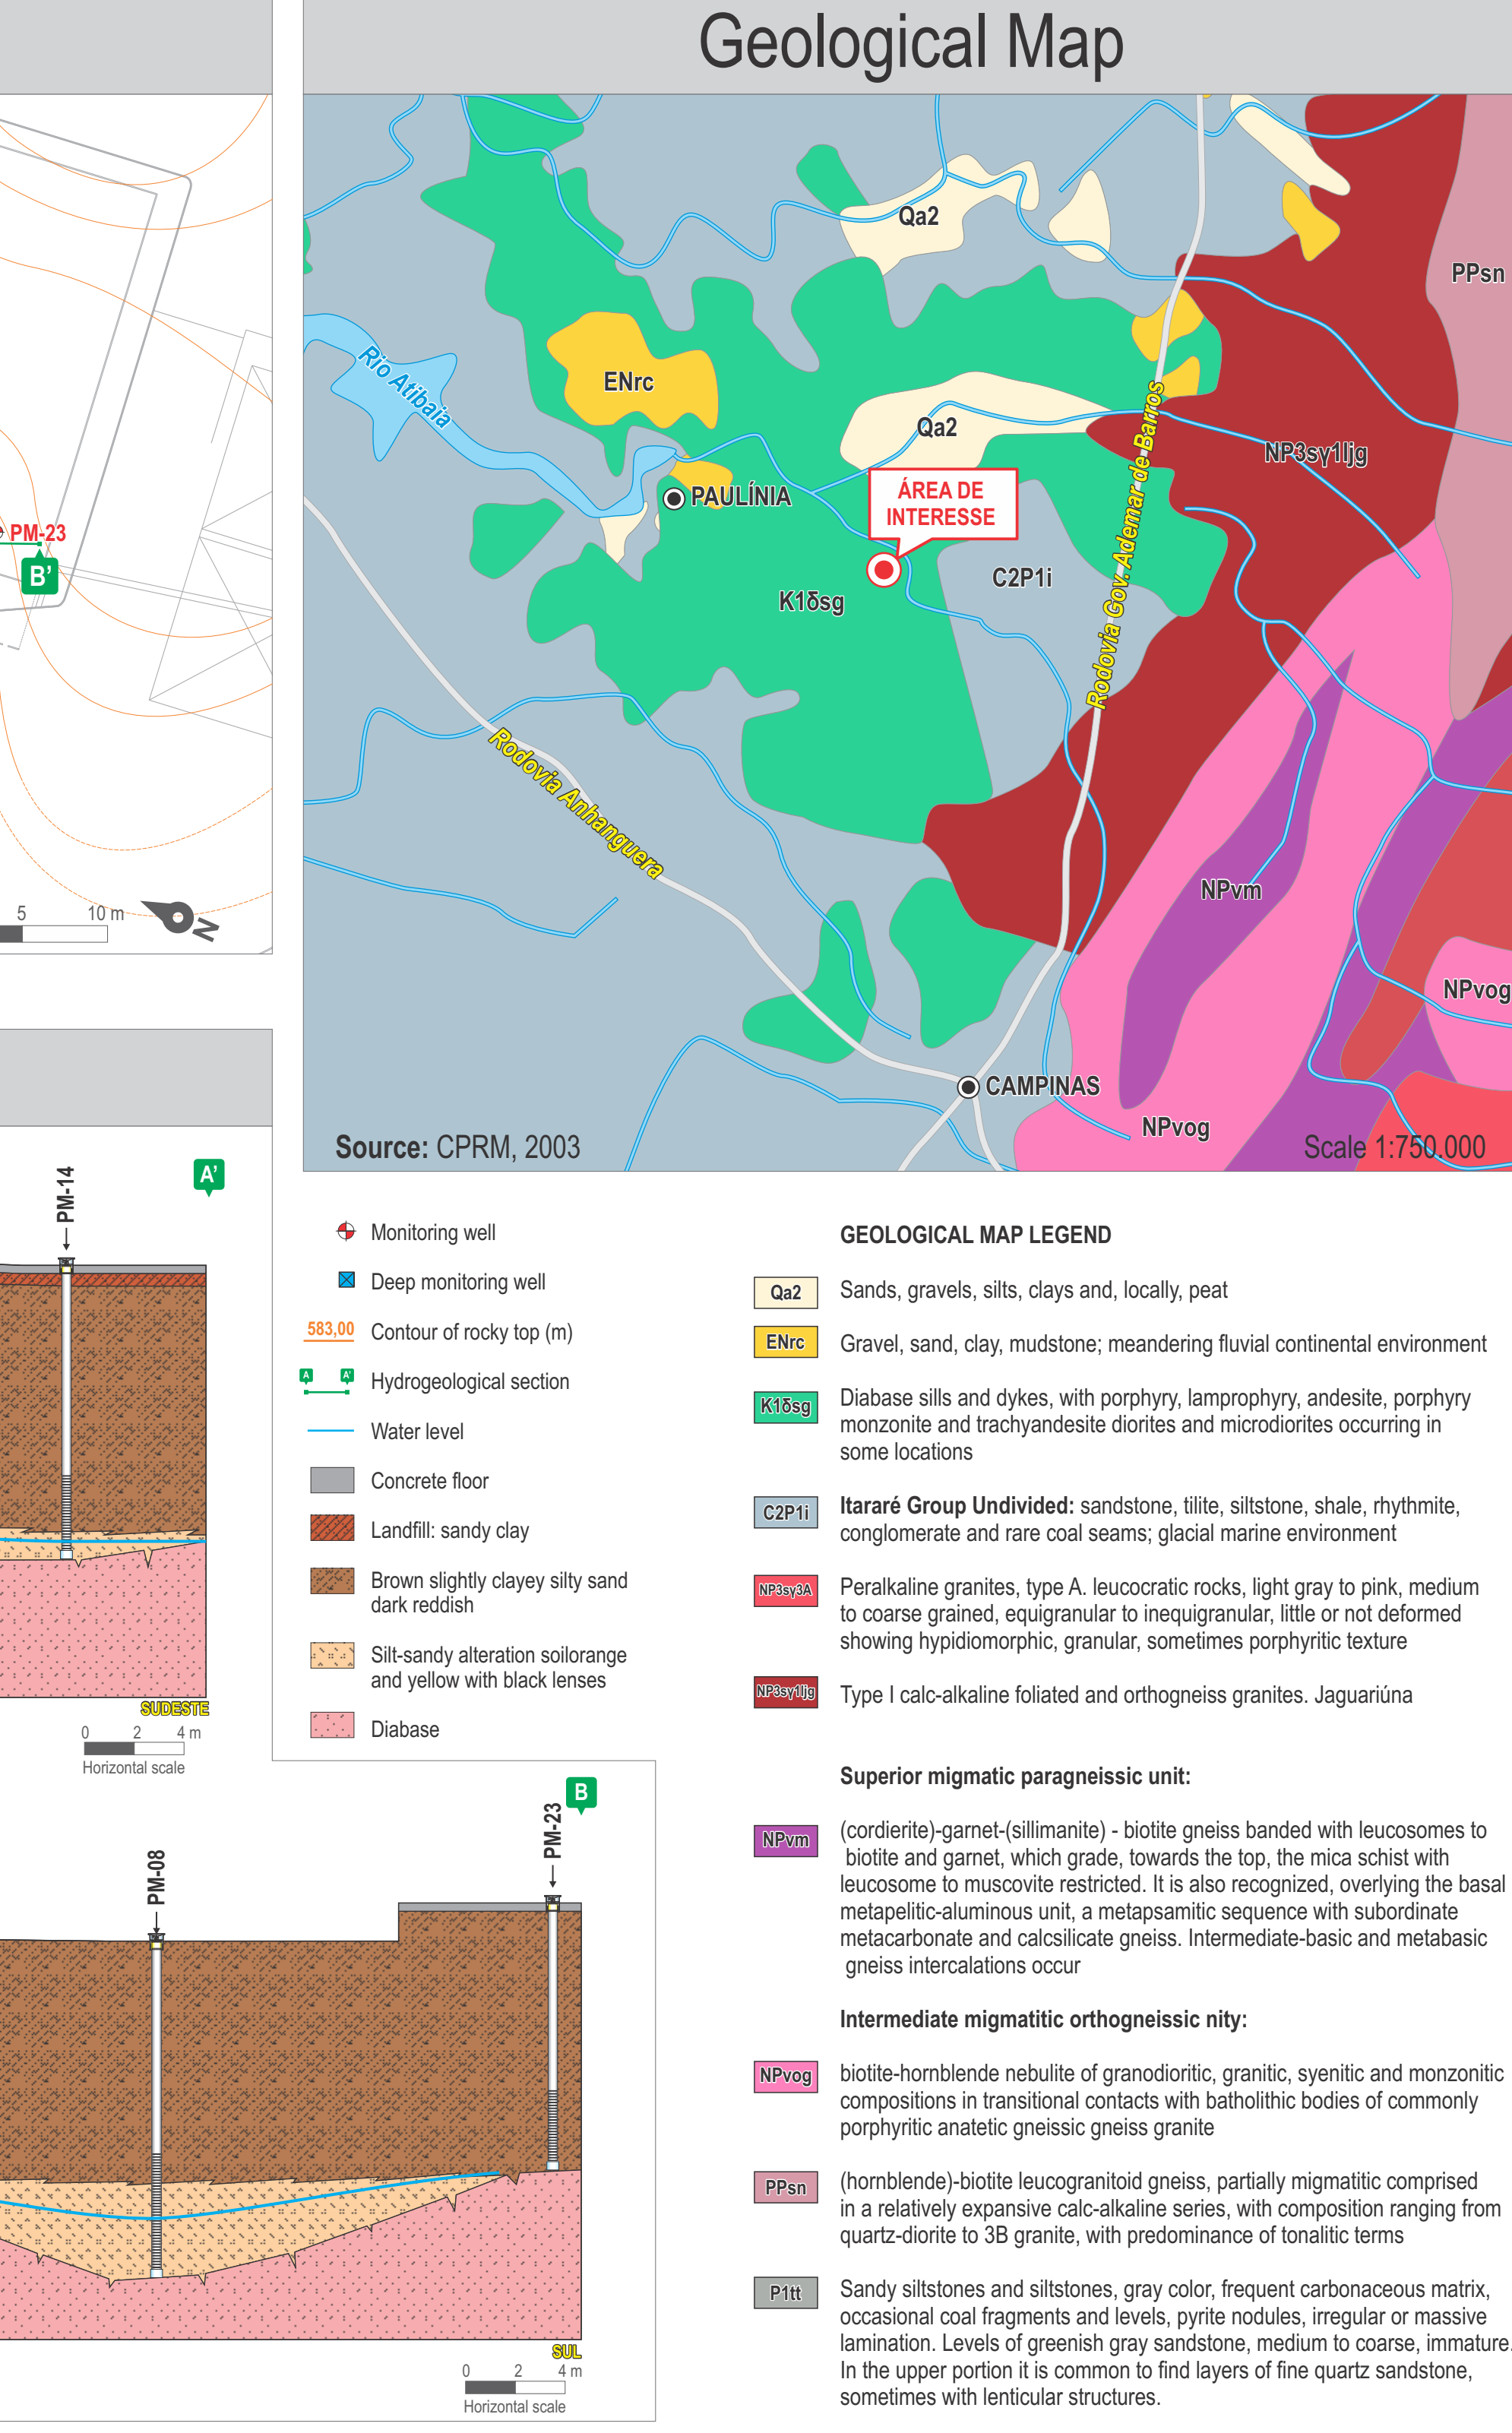 Geological Map
Qa2
PPsn
Rio Atibaia
ENrc
Qa2
NP3sγ1ljg
PAULÍNIA
ÁREA DE
INTERESSE
C2P1i
K1δsg
Rodovia Gov. Ademar de Barros
Rodovia Anhanguera
NPvm
NPvog
CAMPINAS
NPvog
Source: CPRM, 2003
Scale 1:750.000
PM-23
B'
5
10 m
N
PM-14
A'
SUDESTE
0 2 4 m
Horizontal scale
Monitoring well
Deep monitoring well
583,00
Contour of rocky top (m)
A A'
Hydrogeological section
Water level
Concrete floor
Landfill: sandy clay
Brown slightly clayey silty sand
dark reddish
Silt-sandy alteration soilorange
and yellow with black lenses
Diabase
B
PM-23
PM-08
SUL
0 2 4 m
Horizontal scale
GEOLOGICAL MAP LEGEND
Qa2
Sands, gravels, silts, clays and, locally, peat
ENrc
Gravel, sand, clay, mudstone; meandering fluvial continental environment
K1δsg
Diabase sills and dykes, with porphyry, lamprophyry, andesite, porphyry
monzonite and trachyandesite diorites and microdiorites occurring in
some locations
C2P1i
Itararé Group Undivided: sandstone, tilite, siltstone, shale, rhythmite,
conglomerate and rare coal seams; glacial marine environment
NP3sγ3A
Peralkaline granites, type A. leucocratic rocks, light gray to pink, medium
to coarse grained, equigranular to inequigranular, little or not deformed
showing hypidiomorphic, granular, sometimes porphyritic texture
NP3sγ1ljg
Type I calc-alkaline foliated and orthogneiss granites. Jaguariúna
Superior migmatic paragneissic unit:
NPvm
(cordierite)-garnet-(sillimanite) - biotite gneiss banded with leucosomes to
biotite and garnet, which grade, towards the top, the mica schist with
leucosome to muscovite restricted. It is also recognized, overlying the basal
metapelitic-aluminous unit, a metapsamitic sequence with subordinate
metacarbonate and calcsilicate gneiss. Intermediate-basic and metabasic
gneiss intercalations occur
Intermediate migmatitic orthogneissic nity:
NPvog
biotite-hornblende nebulite of granodioritic, granitic, syenitic and monzonitic
compositions in transitional contacts with batholithic bodies of commonly
porphyritic anatetic gneissic gneiss granite
PPsn
(hornblende)-biotite leucogranitoid gneiss, partially migmatitic comprised
in a relatively expansive calc-alkaline series, with composition ranging from
quartz-diorite to 3B granite, with predominance of tonalitic terms
P1tt
Sandy siltstones and siltstones, gray color, frequent carbonaceous matrix,
occasional coal fragments and levels, pyrite nodules, irregular or massive
lamination. Levels of greenish gray sandstone, medium to coarse, immature.
In the upper portion it is common to find layers of fine quartz sandstone,
sometimes with lenticular structures.